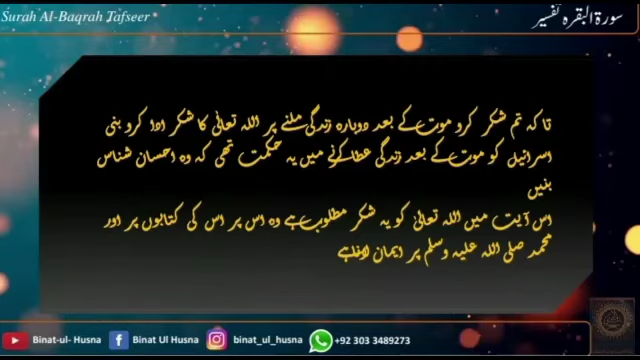 Surah Al-Baqrah Tafseer
سورۃ البقرہ تفسیر
تاکہ تم شکر کرو موت کے بعد دوبارہ زندگی ملنے پر اللہ تعالیٰ کا شکر ادا کرو بنی
اسرائیل کو موت کے بعد زندگی عطا کرنے میں یہ حکمت تھی کہ وہ احسان شناس
بنیں
اس آیت میں اللہ تعالیٰ کو یہ شکر مطلوب ہے وہ اس پر اس کی کتابوں پر اور
محمد صلی اللہ علیہ وسلم پر ایمان لانا ہے
Binat-ul- Husna
Binat Ul Husna
binat_ul_husna
+92 303 3489273